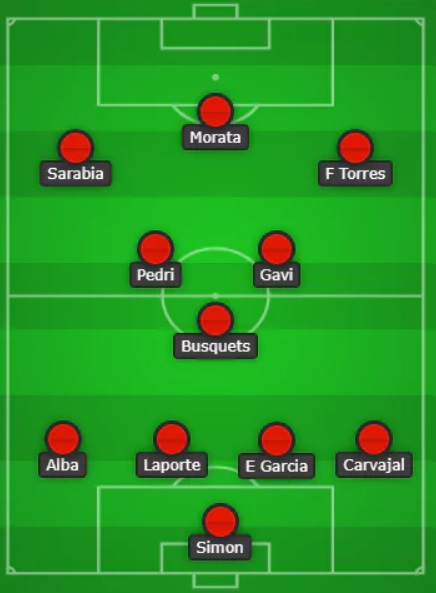 Morata
Sarabia
F Torres
Pedri
Gavi
Busquets
Alba
Laporte
E Garcia
Carvajal
Simon